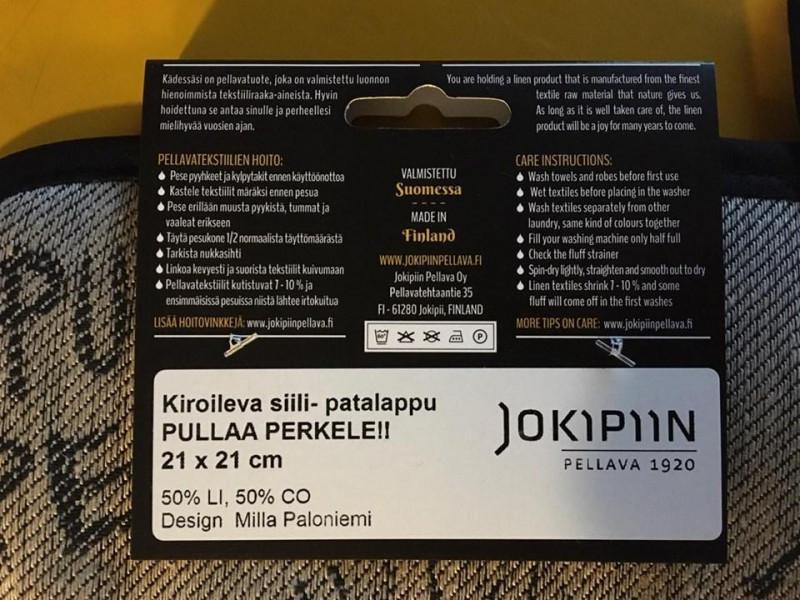 Kädessäsi on pellavatuote, joka on valmistettu luonnon
hienoimmista tekstiiliraaka-aineista. Hyvin
hoidettuna se antaa sinulle ja perheellesi
mielihyvää vuosien ajan.
You are holding a linen product that is manufactured from the finest
textile raw material that nature gives us.
As long as it is well taken care of, the linen
product will be a joy for many years to come.
PELLAVATEKSTIILIEN HOITO:
Pese pyyhkeet ja kylpytakit ennen käyttöönottoa
Kastele tekstiilit märäksi ennen pesua
Pese erillään muusta pyykistä, tummat ja
vaaleat erikseen
Täytä pesukone 1/2 normaalista täyttömäärästä
Tarkista nukkasihti
Linkoa kevyesti ja suorista tekstiilit kuivumaan
Pellavatekstiilit kutistuvat 7 - 10 % ja
ensimmäisissä pesuissa niistä lähtee irtokuitua
LISÄÄ HOITOVINKKEJÄ: www.jokipiinpellava.fi
VALMISTETTU
Suomessa
MADE IN
Finland
WWW.JOKIPIINPELLAVA.FI
Jokipiin Pellava Oy
Pellavatehtaantie 35
FI - 61280 Jokipii, FINLAND
CARE INSTRUCTIONS:
Wash towels and robes before first use
Wet textiles before placing in the washer
Wash textiles separately from other
laundry, same kind of colours together
Fill your washing machine only half full
Check the fluff strainer
Spin-dry lightly, straighten and smooth out to dry
Linen textiles shrink 7 - 10 % and some
fluff will come off in the first washes
MORE TIPS ON CARE: www.jokipiinpellava.fi
Kiroileva siili- patalappu
PULLAA PERKELE!!
21 x 21 cm
50% LI, 50% CO
Design Milla Paloniemi
JOKIPIIN
PELLAVA 1920